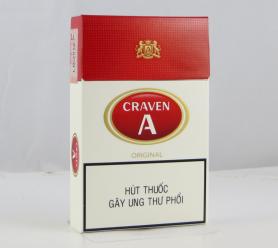 CRAVEN
A
ORIGINAL
HÚT THUỐC
GÂY UNG THƯ PHỔI